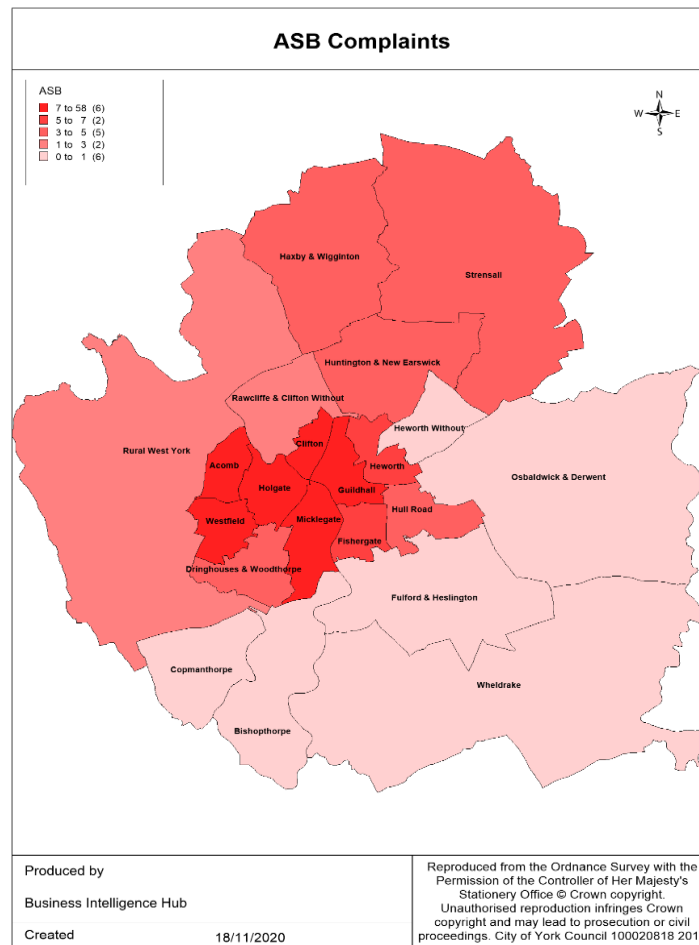 ASB Complaints
ASB
7 to 58 (6)
5 to 7 (2)
3 to 5 (5)
1 to 3 (2)
0 to 1 (6)
N
W E
S
Haxby & Wigginton
Strensall
Huntington & New Earswick
Rawcliffe & Clifton Without
Heworth Without
Rural West York
Clifton
Acomb
Heworth
Osbaldwick & Derwent
Holgate
Guildhall
Hull Road
Westfield
Micklegate
Fishergate
Dringhouses & Woodthorpe
Fulford & Heslington
Copmanthorpe
Wheldrake
Bishopthorpe
Produced by
Business Intelligence Hub
Created 18/11/2020
Reproduced from the Ordnance Survey with the
Permission of the Controller of Her Majesty's
Stationery Office © Crown copyright.
Unauthorised reproduction infringes Crown
copyright and may lead to prosecution or civil
proceedings. City of York Council 100020818 201